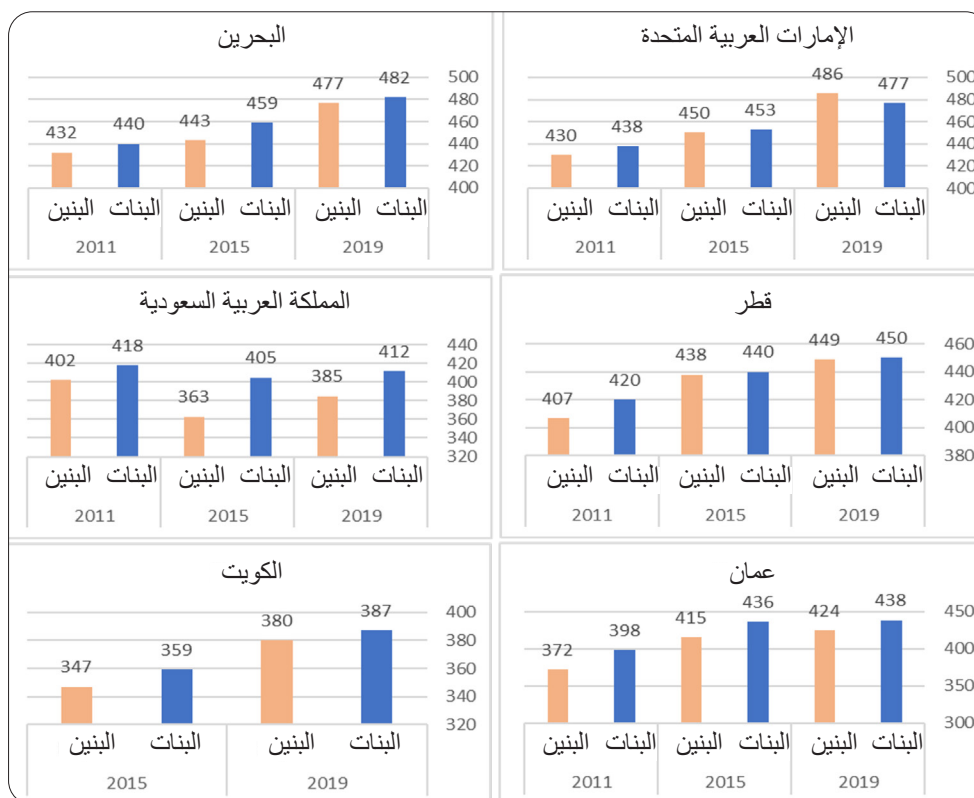 الإمارات العربية المتحدة
500
480
460
440
420
400
430 438 450 453 486 477
البنين البنات البنين البنات البنين البنات
2011 2015 2019
البحرين
500
480
460
440
420
400
432 440 443 459 477 482
البنين البنات البنين البنات البنين البنات
2011 2015 2019
قطر
460
440
420
400
380
407 420 438 440 449 450
البنين البنات البنين البنات البنين البنات
2011 2015 2019
المملكة العربية السعودية
440
420
400
380
360
340
320
402 418 363 405 385 412
البنين البنات البنين البنات البنين البنات
2011 2015 2019
عمان
450
400
350
300
372 398 415 436 424 438
البنين البنات البنين البنات البنين البنات
2011 2015 2019
الكويت
400
380
360
340
320
347 359 380 387
البنين البنات البنين البنات
2015 2019